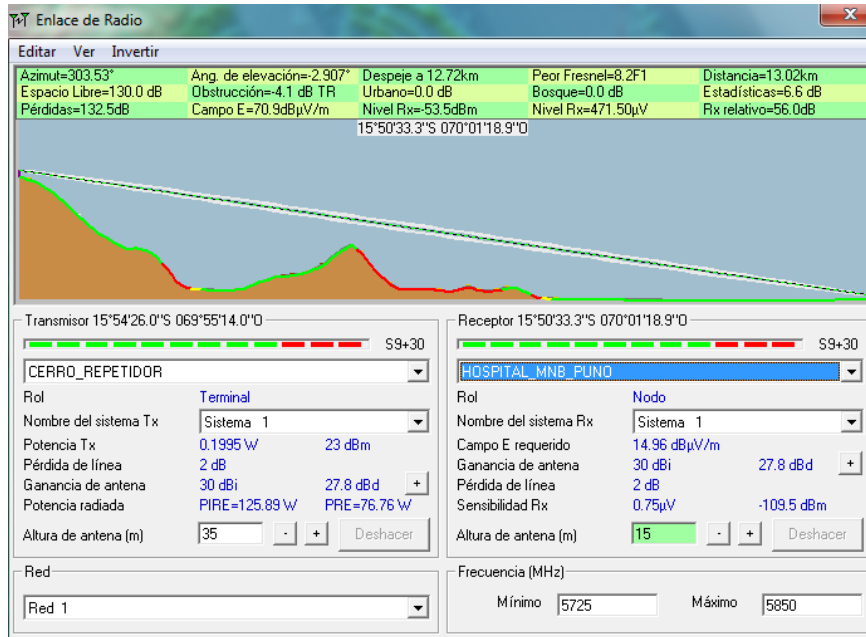 Enlace de Radio
Editar Ver Invertir
Azimut=303.53° Ang. de elevación=-2.907° Despeje a 12.72km Peor Fresnel=8.2F1 Distancia=13.02km
Espacio Libre=130.0 dB Obstrucción=-4.1 dB TR Urbano=0.0 dB Bosque=0.0 dB Estadísticas=6.6 dB
Pérdidas=132.5dB Campo E=70.9dBµV/m Nivel Rx=-53.5dBm Nivel Rx=471.50µV Rx relativo=56.0dB
15°50'33.3"S 070°01'18.9"O
Transmisor 15°54'26.0"S 069°55'14.0"O
S9+30
CERRO_REPETIDOR
Rol Terminal
Nombre del sistema Tx Sistema 1
Potencia Tx 0.1995 W 23 dBm
Pérdida de línea 2 dB
Ganancia de antena 30 dBi 27.8 dBd +
Potencia radiada PIRE=125.89 W PRE=76.76 W
Altura de antena (m) 35 - + Deshacer
Red
Red 1
Receptor 15°50'33.3"S 070°01'18.9"O
S9+30
HOSPITAL_MNB_PUNO
Rol Nodo
Nombre del sistema Rx Sistema 1
Campo E requerido 14.96 dBµV/m
Ganancia de antena 30 dBi 27.8 dBd +
Pérdida de línea 2 dB
Sensibilidad Rx 0.75µV -109.5 dBm
Altura de antena (m) 15 - + Deshacer
Frecuencia (MHz)
Mínimo 5725 Máximo 5850